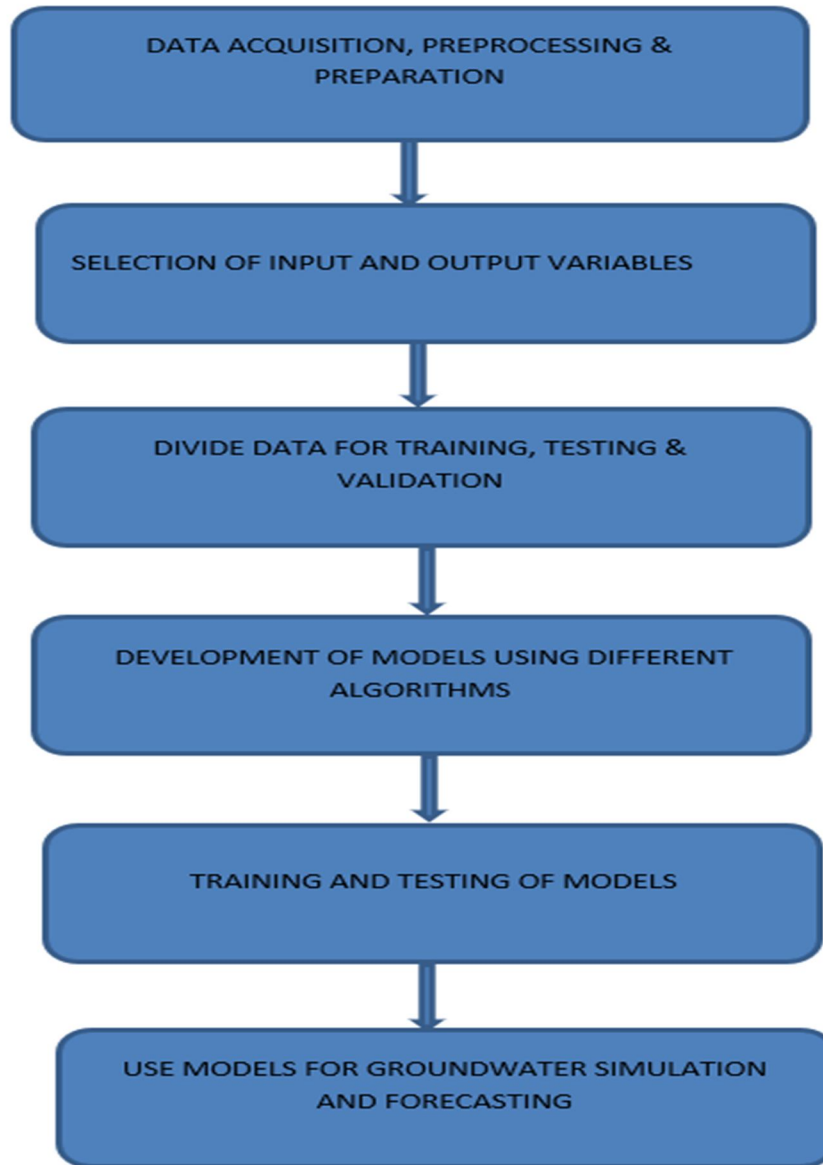 DATA ACQUISITION, PREPROCESSING &
PREPARATION
SELECTION OF INPUT AND OUTPUT VARIABLES
DIVIDE DATA FOR TRAINING, TESTING &
VALIDATION
DEVELOPMENT OF MODELS USING DIFFERENT
ALGORITHMS
TRAINING AND TESTING OF MODELS
USE MODELS FOR GROUNDWATER SIMULATION
AND FORECASTING